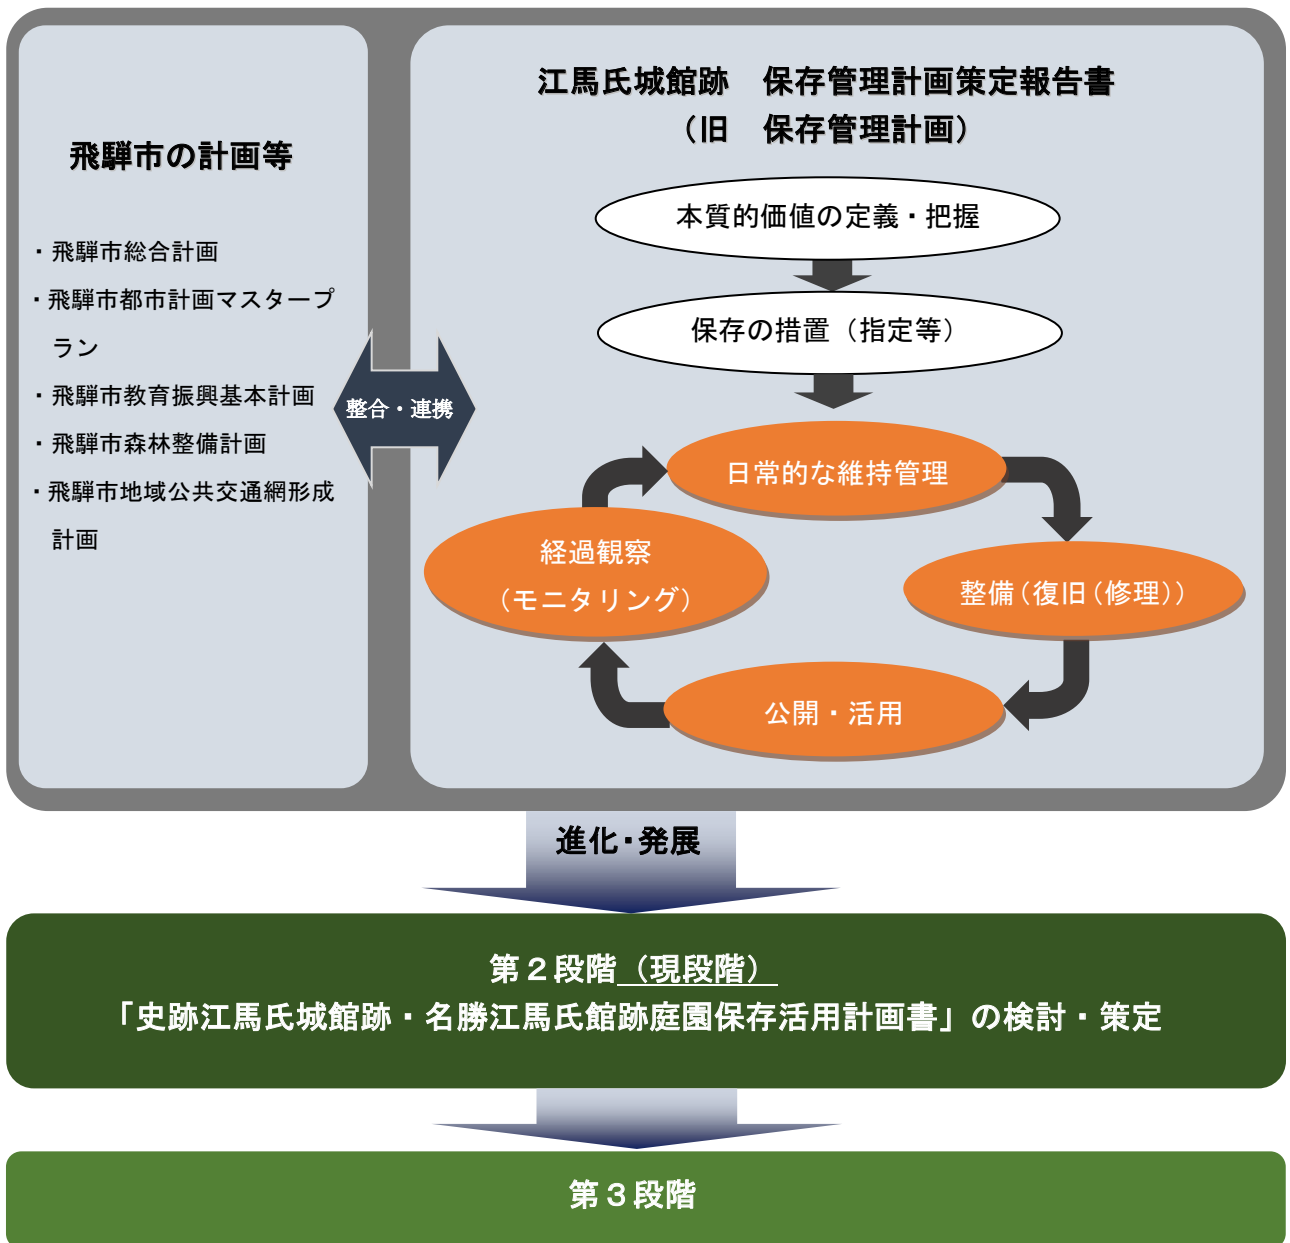 飛騨市の計画等
・飛騨市総合計画
・飛騨市都市計画マスタープ
ラン
・飛騨市教育振興基本計画
・飛騨市森林整備計画
・飛騨市地域公共交通網形成
計画
整合・連携
江馬氏城館跡　保存管理計画策定報告書
（旧　保存管理計画）
本質的価値の定義・把握
保存の措置（指定等）
日常的な維持管理
整備（復旧（修理））
公開・活用
経過観察
（モニタリング）
進化・発展
第２段階（現段階）
「史跡江馬氏城館跡・名勝江馬氏館跡庭園保存活用計画書」の検討・策定
第３段階